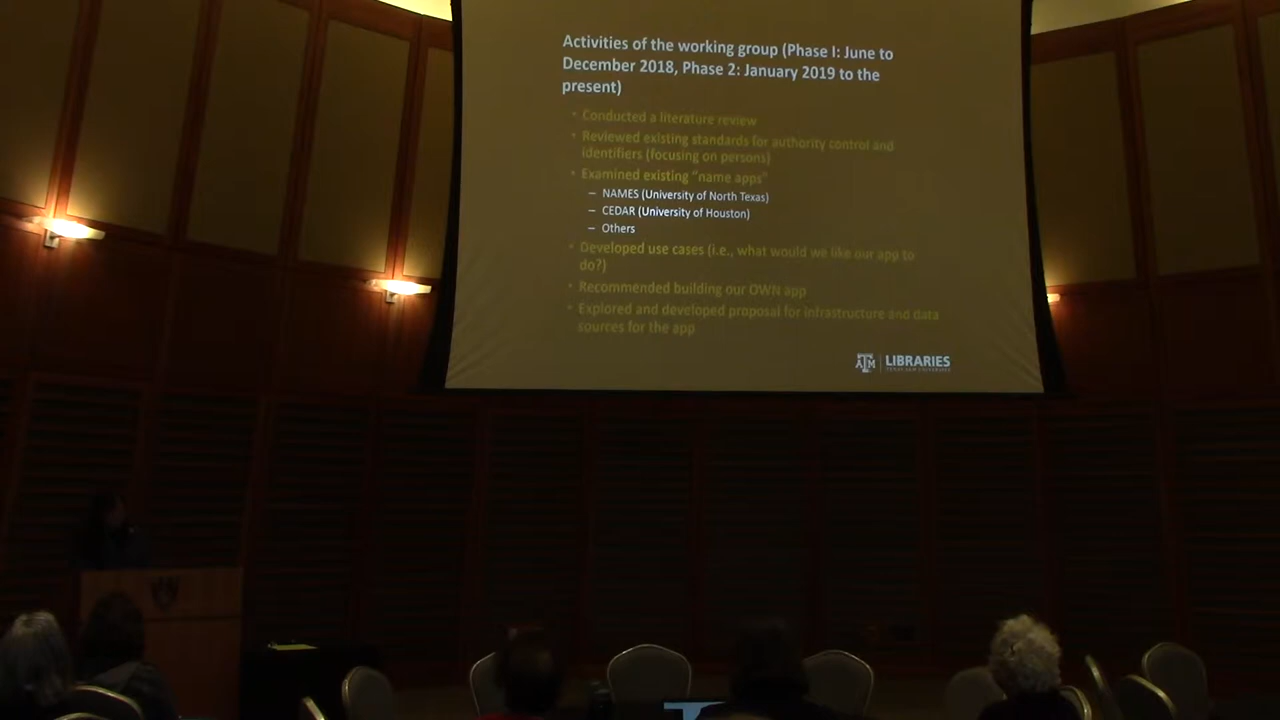 Activities of the working group (Phase I: June to
December 2018, Phase 2: January 2019 to the
present)
• Conducted a literature review
• Reviewed existing standards for authority control and
identifiers (focusing on persons)
• Examined existing "name apps"
– NAMES (University of North Texas)
– CEDAR (University of Houston)
– Others
• Developed use cases (i.e., what would we like our app to
do?)
• Recommended building our OWN app
• Explored and developed proposal for infrastructure and data
sources for the app
ATM | LIBRARIES
TEXAS A&M UNIVERSITY